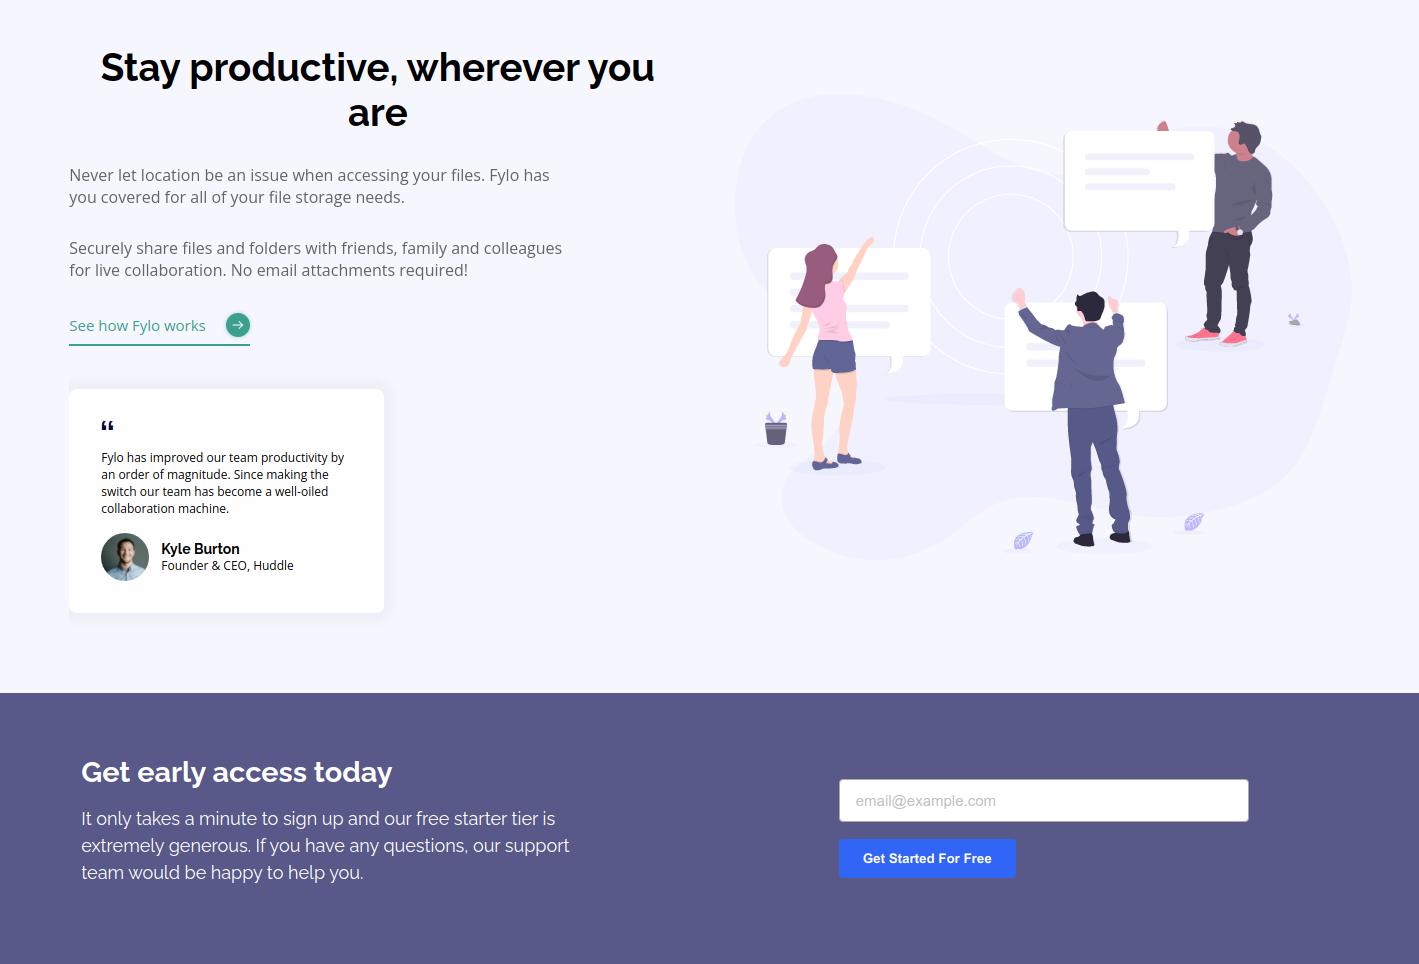 Stay productive, wherever you
are
Never let location be an issue when accessing your files. Fylo has
you covered for all of your file storage needs.
Securely share files and folders with friends, family and colleagues
for live collaboration. No email attachments required!
See how Fylo works
“
Fylo has improved our team productivity by
an order of magnitude. Since making the
switch our team has become a well-oiled
collaboration machine.
Kyle Burton
Founder & CEO, Huddle
Get early access today
It only takes a minute to sign up and our free starter tier is
extremely generous. If you have any questions, our support
team would be happy to help you.
email@example.com
Get Started For Free